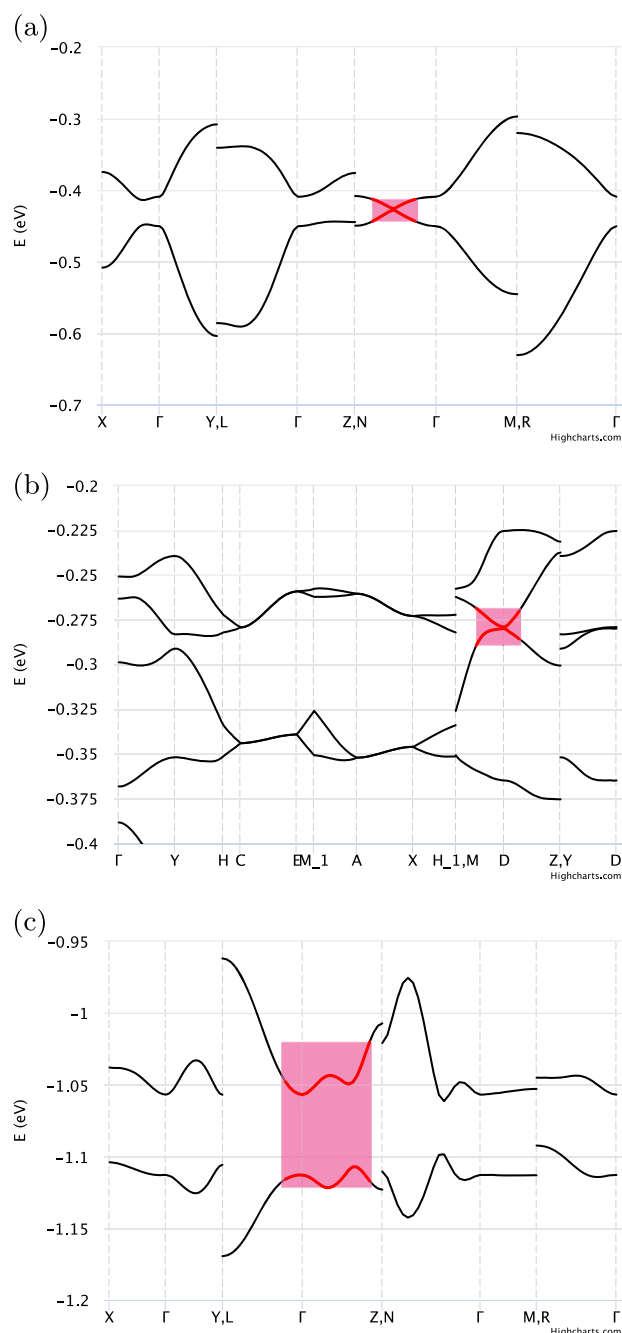 (a)
-0.2
-0.3
-0.4
-0.5
-0.6
-0.7
E (eV)
X Γ Y,L Γ Z,N Γ M,R Γ
Highcharts.com
(b)
-0.2
-0.225
-0.25
-0.275
-0.3
-0.325
-0.35
-0.375
-0.4
E (eV)
Γ Y H C E M_1 A X H_1,M D Z,Y D
Highcharts.com
(c)
-0.95
-1
-1.05
-1.1
-1.15
-1.2
E (eV)
X Γ Y,L Γ Z,N Γ M,R Γ
Highcharts.com